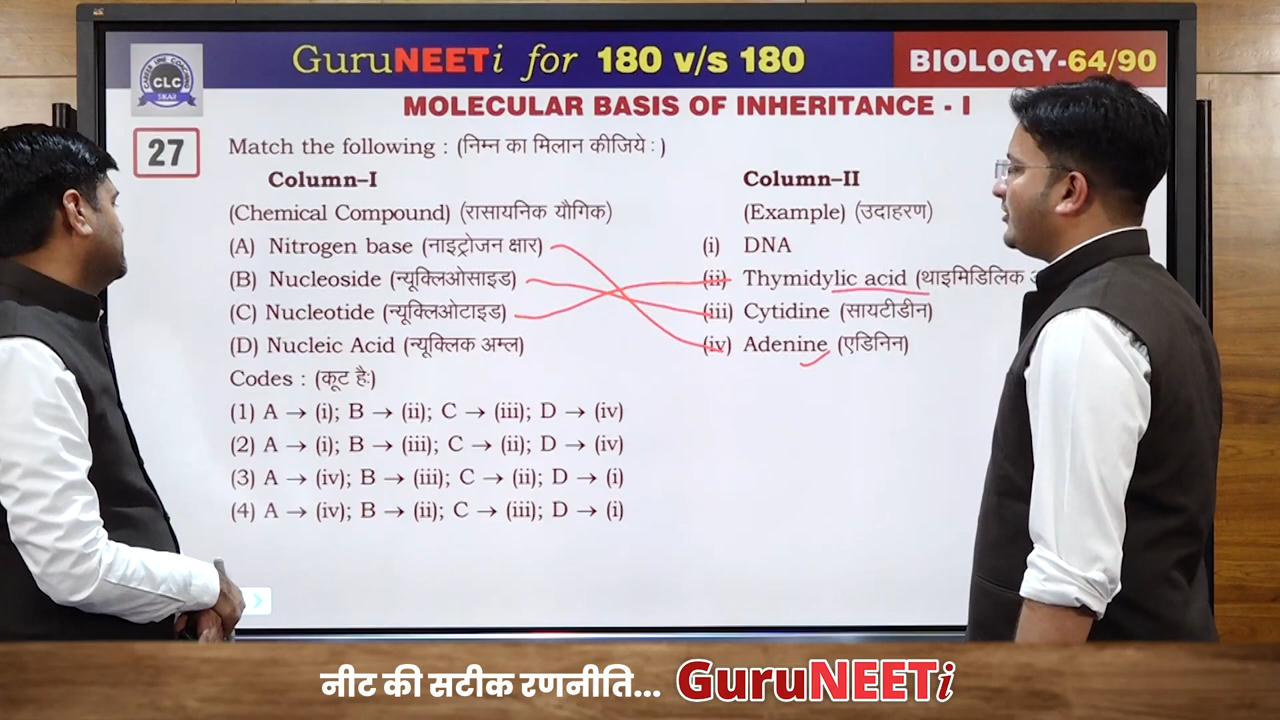 GuruNEETi for 180 v/s 180
BIOLOGY-64/90
CLC
SIKAR
MOLECULAR BASIS OF INHERITANCE - I
27
Match the following : (निम्न का मिलान कीजिये : )
Column–I
Column–II
(Chemical Compound) (रासायनिक यौगिक)
(Example) (उदाहरण)
(A) Nitrogen base (नाइट्रोजन क्षार)
(i) DNA
(B) Nucleoside (न्यूक्लिओसाइड)
(ii) Thymidylic acid (थाइमिडिलिक
(C) Nucleotide (न्यूक्लिओटाइड)
(iii) Cytidine (सायटीडीन)
(D) Nucleic Acid (न्यूक्लिक अम्ल)
(iv) Adenine (एडिनिन)
Codes : (कूट हैः)
(1) A → (i); B → (ii); C → (iii); D → (iv)
(2) A → (i); B → (iii); C → (ii); D → (iv)
(3) A → (iv); B → (iii); C → (ii); D → (i)
(4) A → (iv); B → (ii); C → (iii); D → (i)
नीट की सटीक रणनीति... GuruNEETi